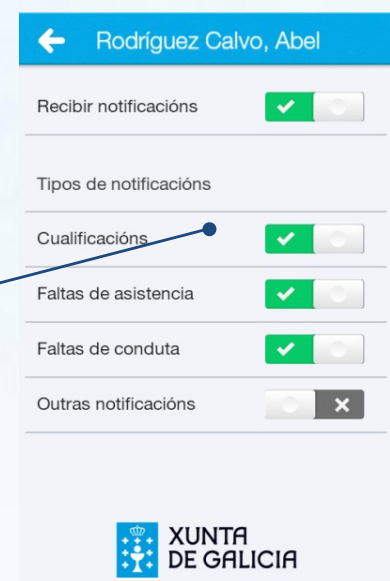 Rodríguez Calvo, Abel
Recibir notificacións
Tipos de notificacións
Cualificacións
Faltas de asistencia
Faltas de conduta
Outras notificacións
XUNTA
DE GALICIA